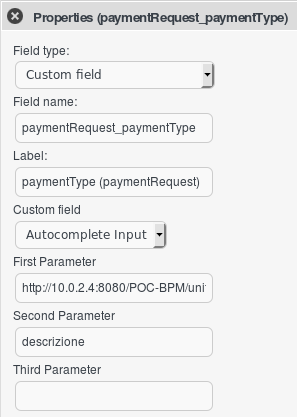 Properties (paymentRequest_paymentType)
Field type:
Custom field
Field name:
paymentRequest_paymentType
Label:
paymentType (paymentRequest)
Custom field
Autocomplete Input
First Parameter
http://10.0.2.4:8080/POC-BPM/uni
Second Parameter
descrizione
Third Parameter